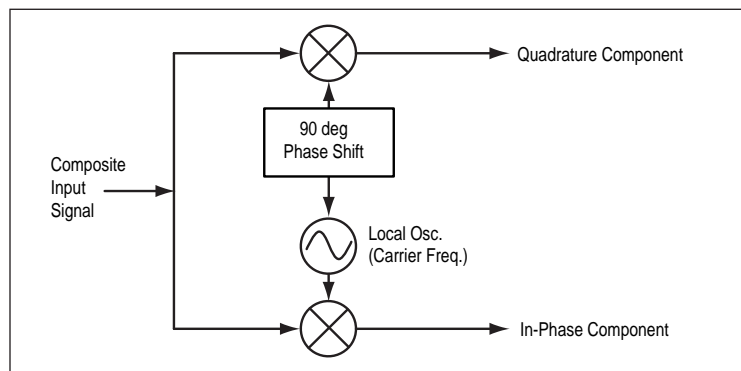 Quadrature Component
90 deg
Phase Shift
Composite
Input
Signal
Local Osc.
(Carrier Freq.)
In-Phase Component